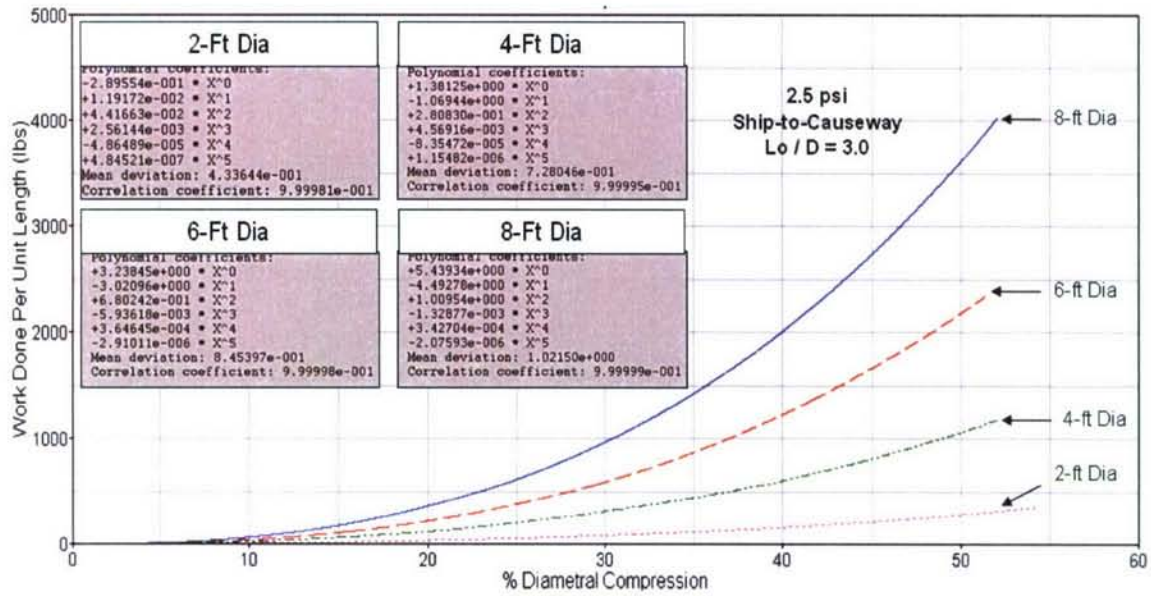 5000
4000
3000
2000
1000
0
Work Done Per Unit Length (lbs)
2-Ft Dia
Polynomial coefficients:
-2.89554e-001 * X^0
+1.19172e-002 * X^1
+4.41663e-002 * X^2
+2.56144e-003 * X^3
-4.86489e-005 * X^4
+4.84521e-007 * X^5
Mean deviation: 4.33644e-001
Correlation coefficient: 9.99981e-001
4-Ft Dia
Polynomial coefficients:
+1.38125e+000 * X^0
-1.06944e+000 * X^1
+2.80830e-001 * X^2
+4.56916e-003 * X^3
-8.35472e-005 * X^4
+1.15482e-006 * X^5
Mean deviation: 7.28046e-001
Correlation coefficient: 9.99995e-001
6-Ft Dia
Polynomial coefficients:
+3.23845e+000 * X^0
-3.02096e+000 * X^1
+6.80242e-001 * X^2
-5.93618e-003 * X^3
+3.64645e-004 * X^4
-2.91011e-006 * X^5
Mean deviation: 8.45397e-001
Correlation coefficient: 9.99998e-001
8-Ft Dia
Polynomial coefficients:
+5.43934e+000 * X^0
-4.49278e+000 * X^1
+1.00954e+000 * X^2
-1.32877e-003 * X^3
+3.42704e-004 * X^4
-2.07593e-006 * X^5
Mean deviation: 1.02150e+000
Correlation coefficient: 9.99999e-001
2.5 psi
Ship-to-Causeway
Lo / D = 3.0
8-ft Dia
6-ft Dia
4-ft Dia
2-ft Dia
0
10
20
30
40
50
60
% Diametral Compression